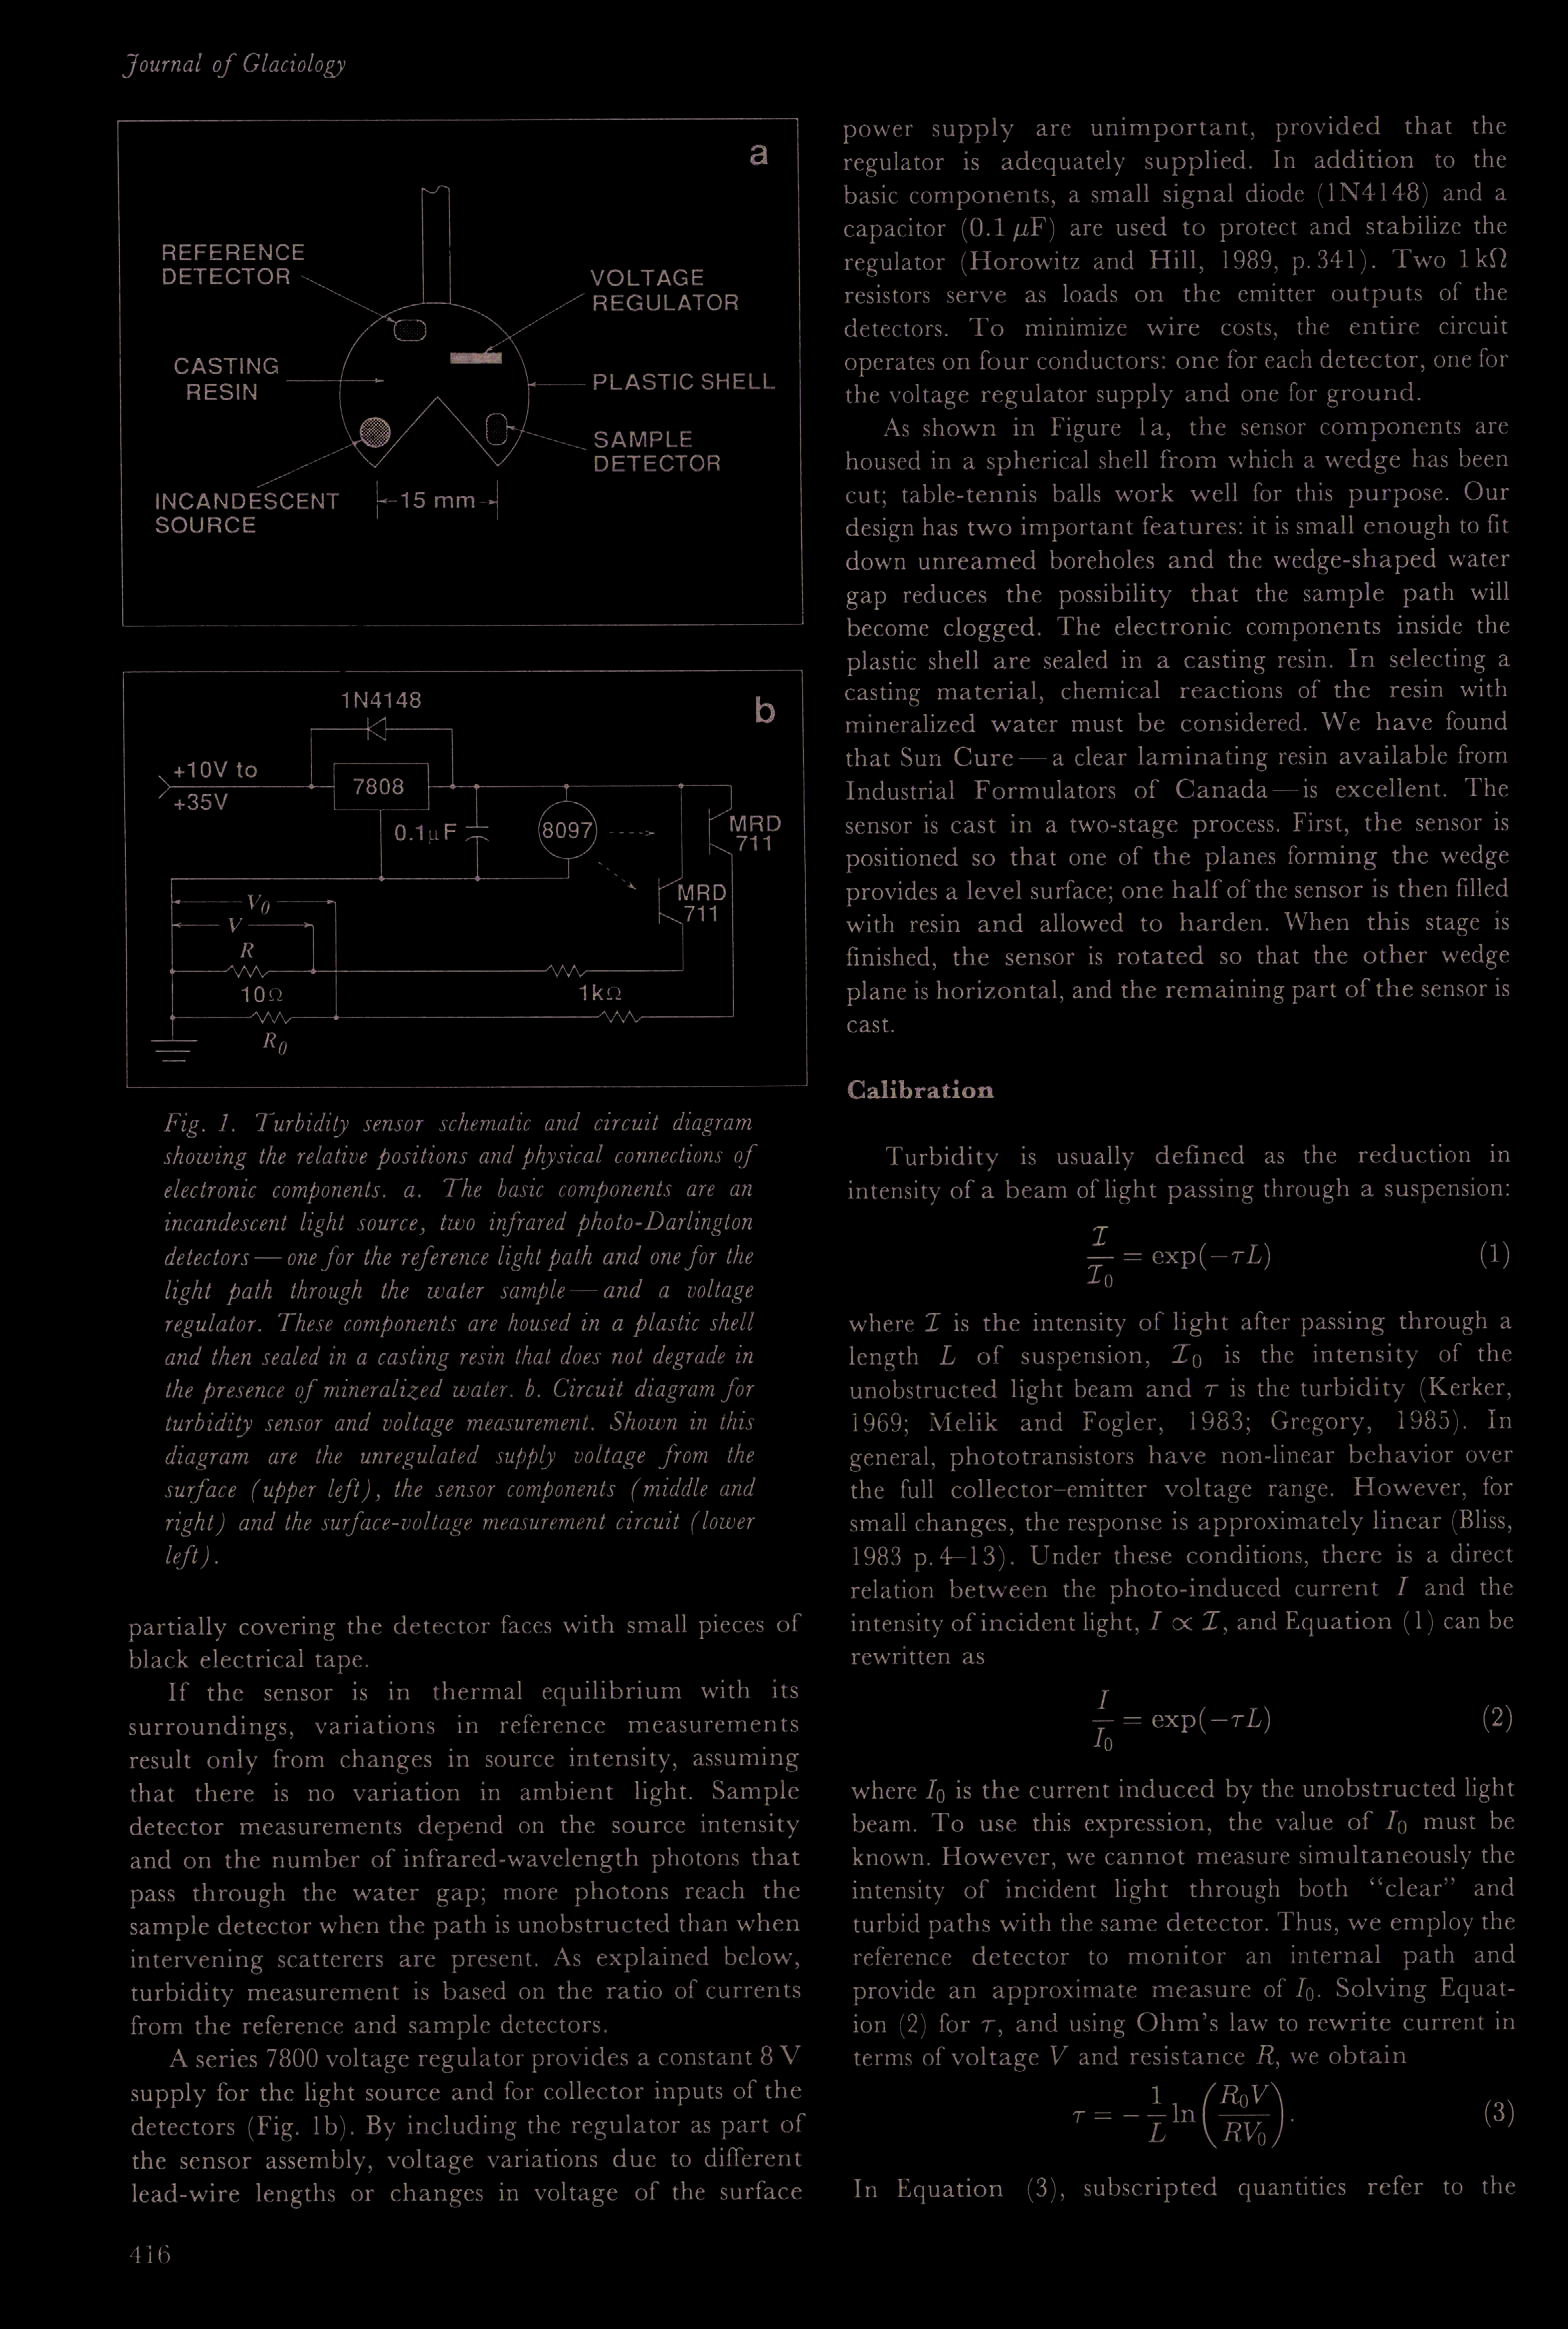 Journal of Glaciology
a
REFERENCE
DETECTOR
VOLTAGE
REGULATOR
CASTING
RESIN
PLASTIC SHELL
SAMPLE
DETECTOR
INCANDESCENT
SOURCE
15 mm
b
1N4148
+10V to
+35V
7808
0.1µF
8097
MRD
711
MRD
711
V0
V
R
10Ω
1kΩ
R0
Fig. 1. Turbidity sensor schematic and circuit diagram
showing the relative positions and physical connections of
electronic components. a. The basic components are an
incandescent light source, two infrared photo-Darlington
detectors — one for the reference light path and one for the
light path through the water sample — and a voltage
regulator. These components are housed in a plastic shell
and then sealed in a casting resin that does not degrade in
the presence of mineralized water. b. Circuit diagram for
turbidity sensor and voltage measurement. Shown in this
diagram are the unregulated supply voltage from the
surface (upper left), the sensor components (middle and
right) and the surface-voltage measurement circuit (lower
left).
partially covering the detector faces with small pieces of
black electrical tape.
If the sensor is in thermal equilibrium with its
surroundings, variations in reference measurements
result only from changes in source intensity, assuming
that there is no variation in ambient light. Sample
detector measurements depend on the source intensity
and on the number of infrared-wavelength photons that
pass through the water gap; more photons reach the
sample detector when the path is unobstructed than when
intervening scatterers are present. As explained below,
turbidity measurement is based on the ratio of currents
from the reference and sample detectors.
A series 7800 voltage regulator provides a constant 8 V
supply for the light source and for collector inputs of the
detectors (Fig. 1b). By including the regulator as part of
the sensor assembly, voltage variations due to different
lead-wire lengths or changes in voltage of the surface
power supply are unimportant, provided that the
regulator is adequately supplied. In addition to the
basic components, a small signal diode (1N4148) and a
capacitor (0.1 µF) are used to protect and stabilize the
regulator (Horowitz and Hill, 1989, p. 341). Two 1 kΩ
resistors serve as loads on the emitter outputs of the
detectors. To minimize wire costs, the entire circuit
operates on four conductors: one for each detector, one for
the voltage regulator supply and one for ground.
As shown in Figure 1a, the sensor components are
housed in a spherical shell from which a wedge has been
cut; table-tennis balls work well for this purpose. Our
design has two important features: it is small enough to fit
down unreamed boreholes and the wedge-shaped water
gap reduces the possibility that the sample path will
become clogged. The electronic components inside the
plastic shell are sealed in a casting resin. In selecting a
casting material, chemical reactions of the resin with
mineralized water must be considered. We have found
that Sun Cure — a clear laminating resin available from
Industrial Formulators of Canada — is excellent. The
sensor is cast in a two-stage process. First, the sensor is
positioned so that one of the planes forming the wedge
provides a level surface; one half of the sensor is then filled
with resin and allowed to harden. When this stage is
finished, the sensor is rotated so that the other wedge
plane is horizontal, and the remaining part of the sensor is
cast.
Calibration
Turbidity is usually defined as the reduction in
intensity of a beam of light passing through a suspension:
ℐ/ℐ0 = exp(−τL) (1)
where ℐ is the intensity of light after passing through a
length L of suspension, ℐ0 is the intensity of the
unobstructed light beam and τ is the turbidity (Kerker,
1969; Melik and Fogler, 1983; Gregory, 1985). In
general, phototransistors have non-linear behavior over
the full collector–emitter voltage range. However, for
small changes, the response is approximately linear (Bliss,
1983 p. 4–13). Under these conditions, there is a direct
relation between the photo-induced current I and the
intensity of incident light, I ∝ ℐ, and Equation (1) can be
rewritten as
I/I0 = exp(−τL) (2)
where I0 is the current induced by the unobstructed light
beam. To use this expression, the value of I0 must be
known. However, we cannot measure simultaneously the
intensity of incident light through both “clear” and
turbid paths with the same detector. Thus, we employ the
reference detector to monitor an internal path and
provide an approximate measure of I0. Solving Equat-
ion (2) for τ, and using Ohm's law to rewrite current in
terms of voltage V and resistance R, we obtain
τ = −1/L ln(R0V/RV0). (3)
In Equation (3), subscripted quantities refer to the
416